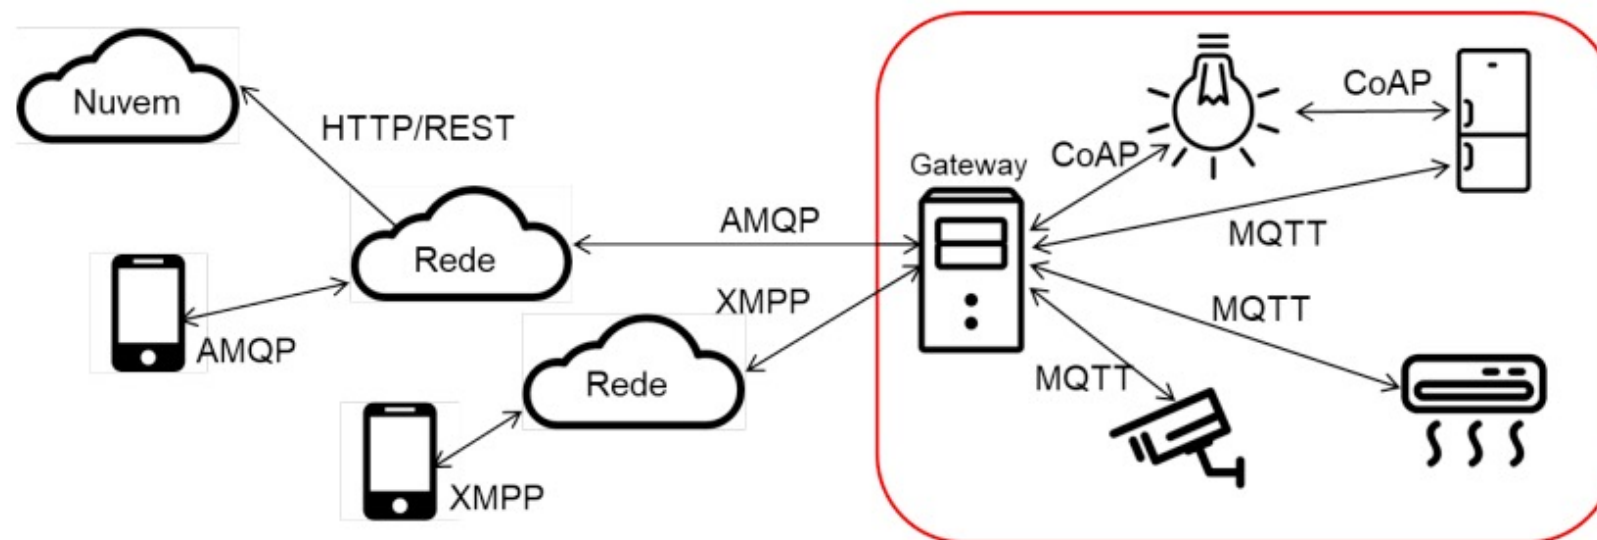 Nuvem
HTTP/REST
Rede
AMQP
AMQP
XMPP
Rede
XMPP
Gateway
CoAP
CoAP
MQTT
MQTT
MQTT